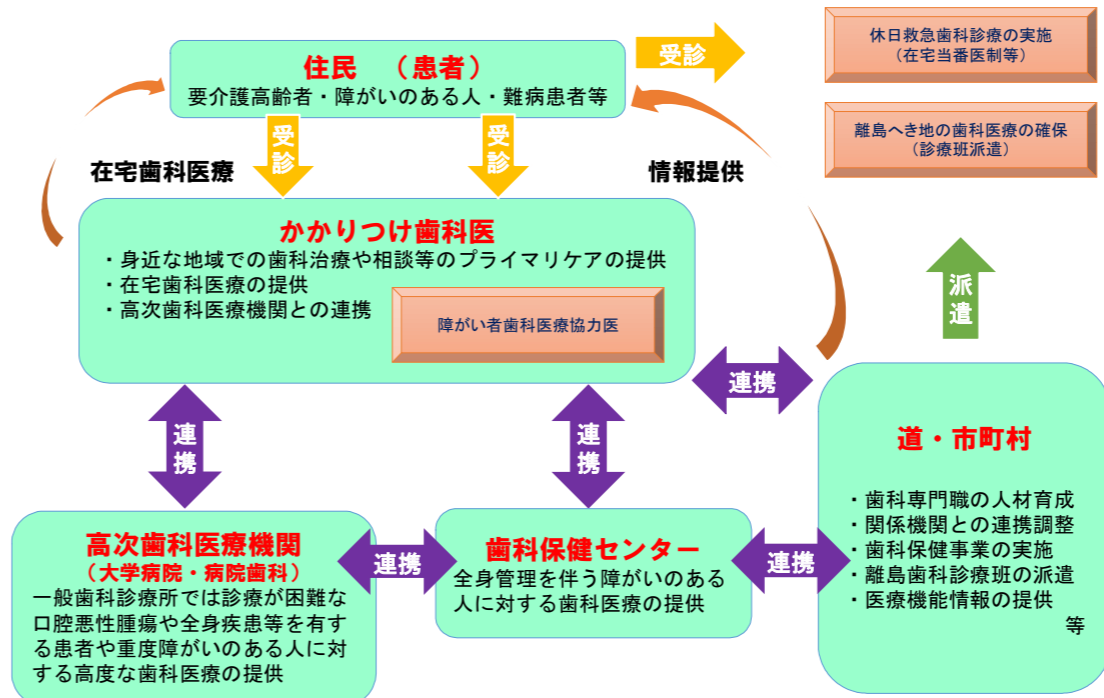 住民　（患者）
要介護高齢者・障がいのある人・難病患者等
受診
休日救急歯科診療の実施
（在宅当番医制等）
離島へき地の歯科医療の確保
（診療班派遣）
受診
受診
在宅歯科医療
情報提供
かかりつけ歯科医
・身近な地域での歯科治療や相談等のプライマリケアの提供
・在宅歯科医療の提供
・高次歯科医療機関との連携
障がい者歯科医療協力医
派遣
連携
連携
連携
道・市町村
・歯科専門職の人材育成
・関係機関との連携調整
・歯科保健事業の実施
・離島歯科診療班の派遣
・医療機能情報の提供
等
高次歯科医療機関
（大学病院・病院歯科）
一般歯科診療所では診療が困難な
口腔悪性腫瘍や全身疾患等を有す
る患者や重度障がいのある人に対
する高度な歯科医療の提供
連携
歯科保健センター
全身管理を伴う障がいのある
人に対する歯科医療の提供
連携